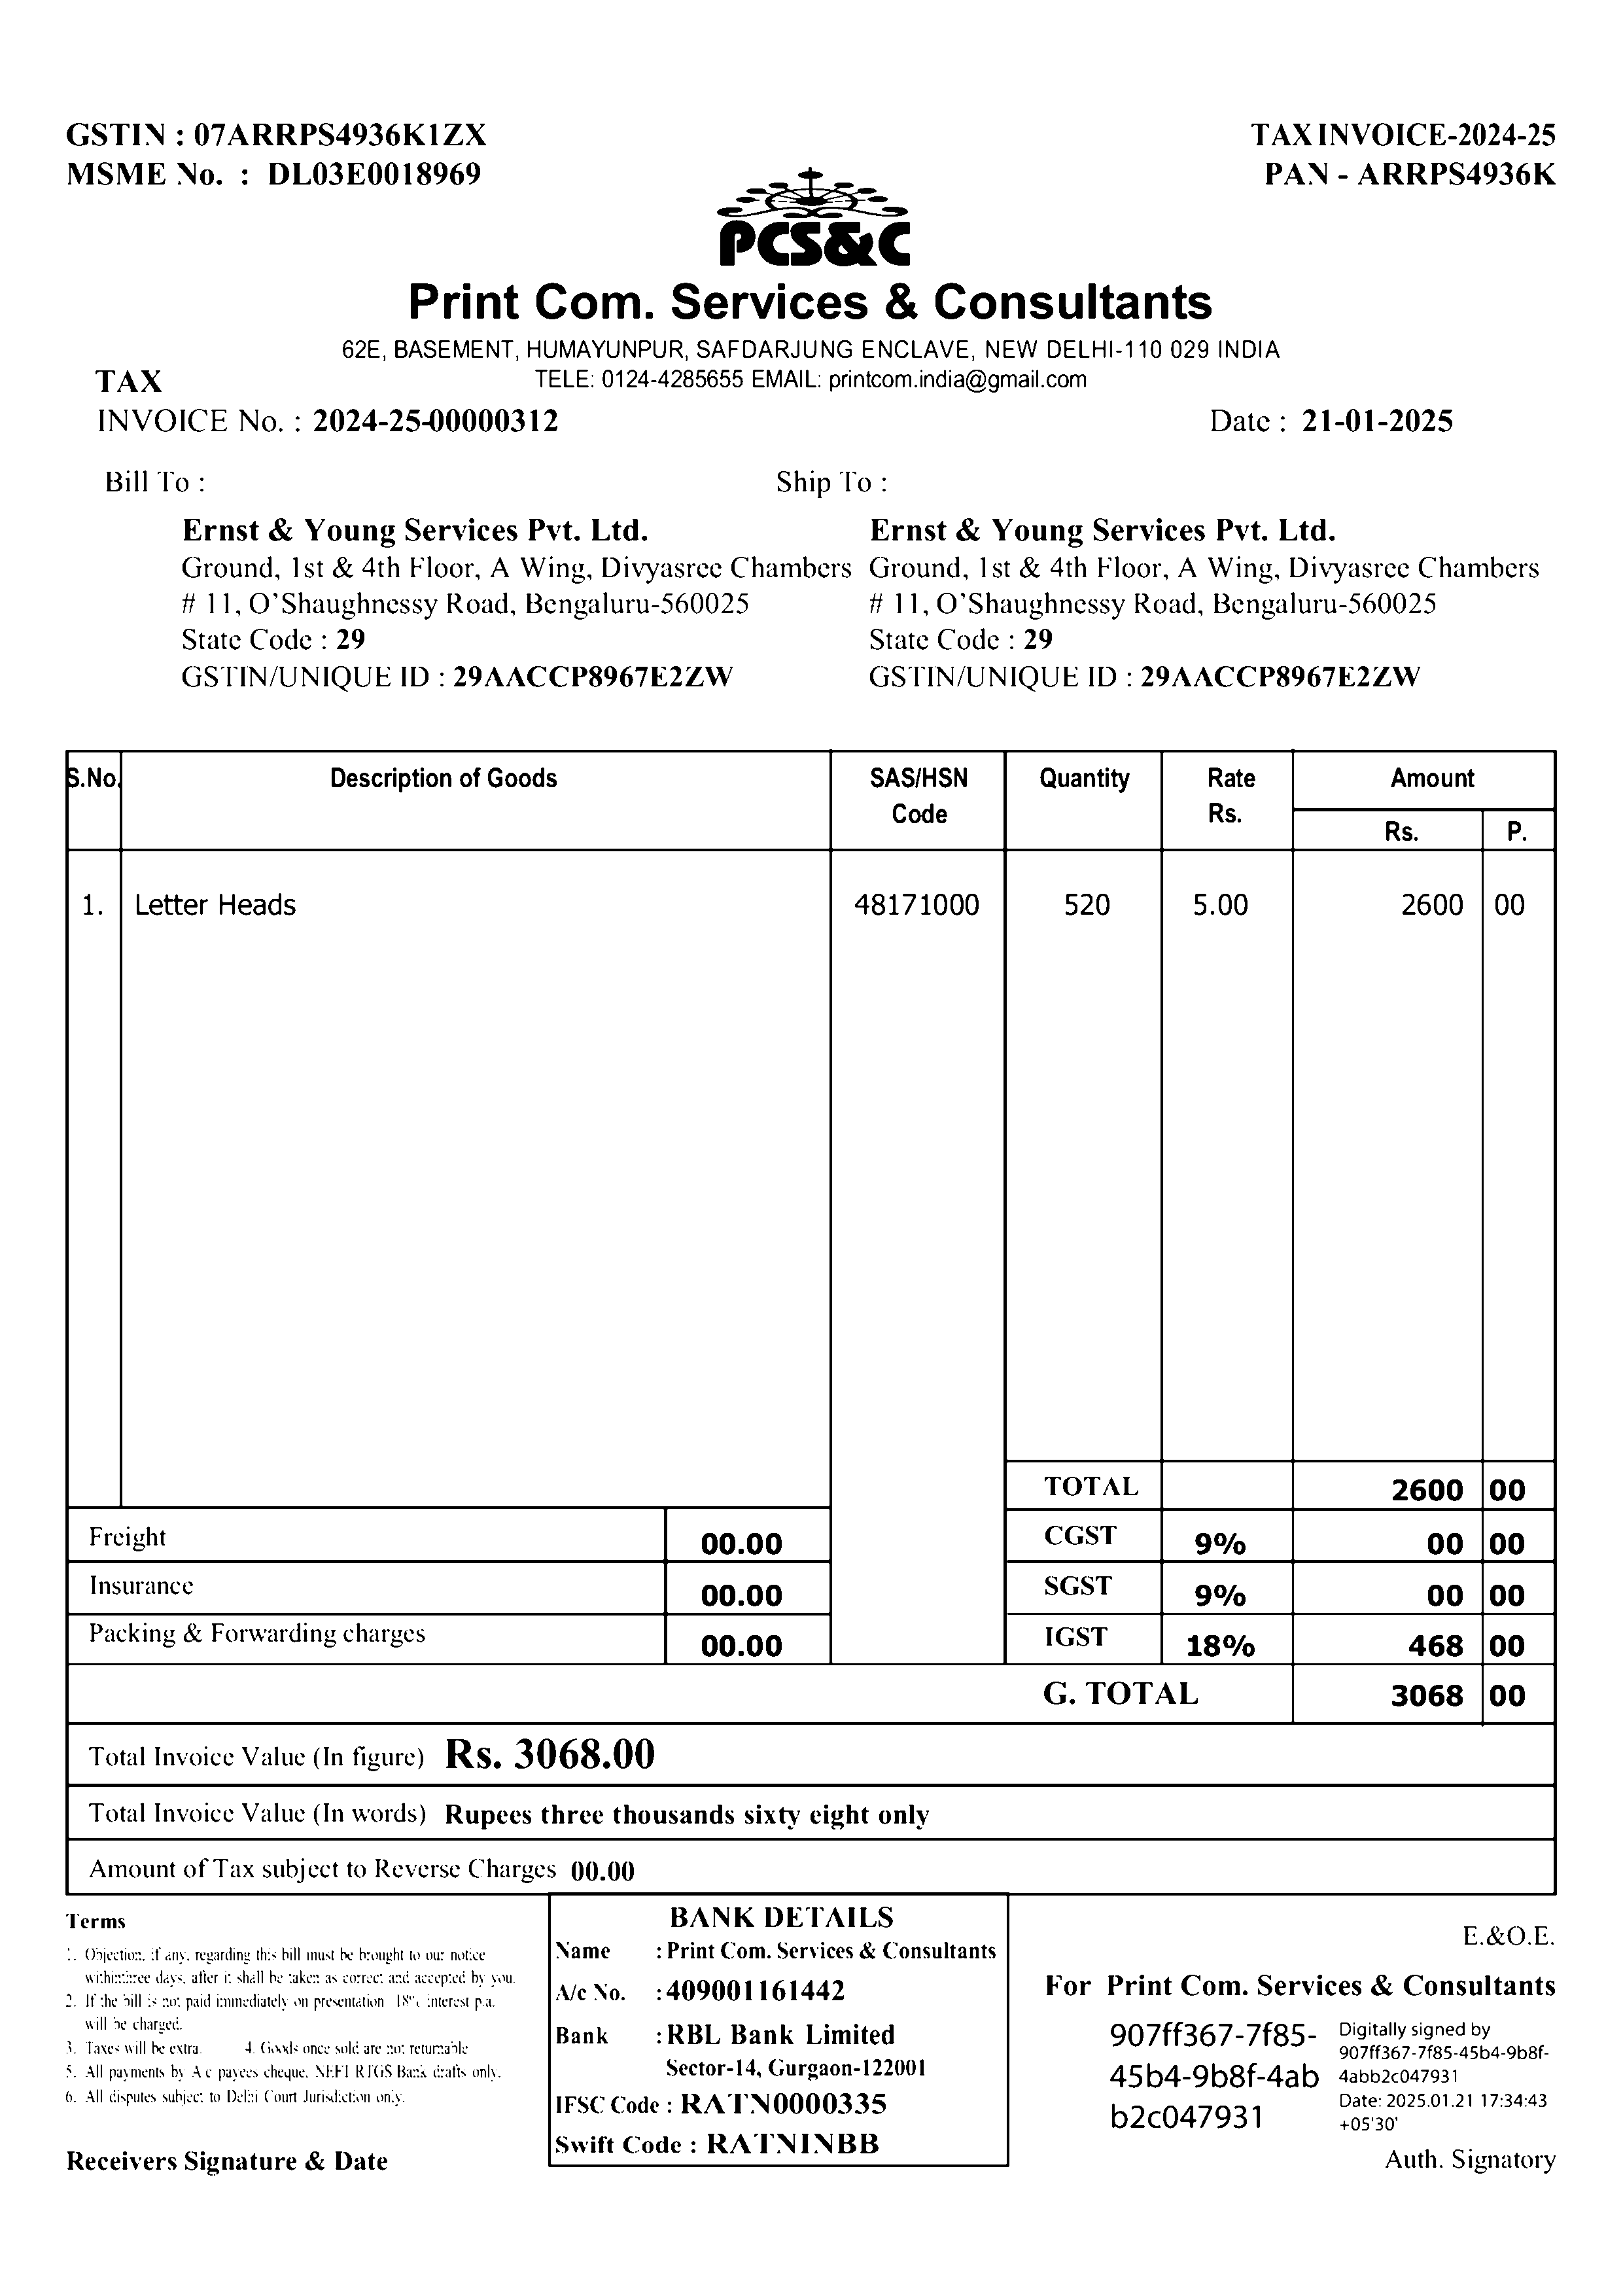 GSTIN : 07ARRPS4936K1ZX
TAX INVOICE-2024-25
MSME No. : DL03E0018969
PAN - ARRPS4936K
PCS&C
Print Com. Services & Consultants
62E, BASEMENT, HUMAYUNPUR, SAFDARJUNG ENCLAVE, NEW DELHI-110 029 INDIA
TAX
TELE: 0124-4285655 EMAIL: printcom.india@gmail.com
INVOICE No. : 2024-25-00000312
Date : 21-01-2025
Bill To :
Ernst & Young Services Pvt. Ltd.
Ground, 1st & 4th Floor, A Wing, Divyasree Chambers
# 11, O'Shaughnessy Road, Bengaluru-560025
State Code : 29
GSTIN/UNIQUE ID : 29AACCP8967E2ZW
Ship To :
Ernst & Young Services Pvt. Ltd.
Ground, 1st & 4th Floor, A Wing, Divyasree Chambers
# 11, O'Shaughnessy Road, Bengaluru-560025
State Code : 29
GSTIN/UNIQUE ID : 29AACCP8967E2ZW
S.No. Description of Goods SAS/HSN Code Quantity Rate Rs. Amount
Rs. P.
1. Letter Heads 48171000 520 5.00 2600 00
TOTAL 2600 00
Freight 00.00 CGST 9% 00 00
Insurance 00.00 SGST 9% 00 00
Packing & Forwarding charges 00.00 IGST 18% 468 00
G. TOTAL 3068 00
Total Invoice Value (In figure) Rs. 3068.00
Total Invoice Value (In words) Rupees three thousands sixty eight only
Amount of Tax subject to Reverse Charges 00.00
Terms
1. Objection, if any, regarding this bill must be brought to our notice
within three days, after it shall be taken as correct and accepted by you.
2. If the bill is not paid immediately on presentation 18% interest p.a.
will be charged.
3. Taxes will be extra. 4. Goods once sold are not returnable
5. All payments by A/c payees cheque, NEFT RTGS Bank drafts only.
6. All disputes subject to Delhi Court Jurisdiction only.
Receivers Signature & Date
BANK DETAILS
Name : Print Com. Services & Consultants
A/c No. : 409001161442
Bank : RBL Bank Limited
Sector-14, Gurgaon-122001
IFSC Code : RATN0000335
Swift Code : RATNINBB
E.&O.E.
For Print Com. Services & Consultants
907ff367-7f85-
45b4-9b8f-4ab
b2c047931
Digitally signed by
907ff367-7f85-45b4-9b8f-
4abb2c047931
Date: 2025.01.21 17:34:43
+05'30'
Auth. Signatory